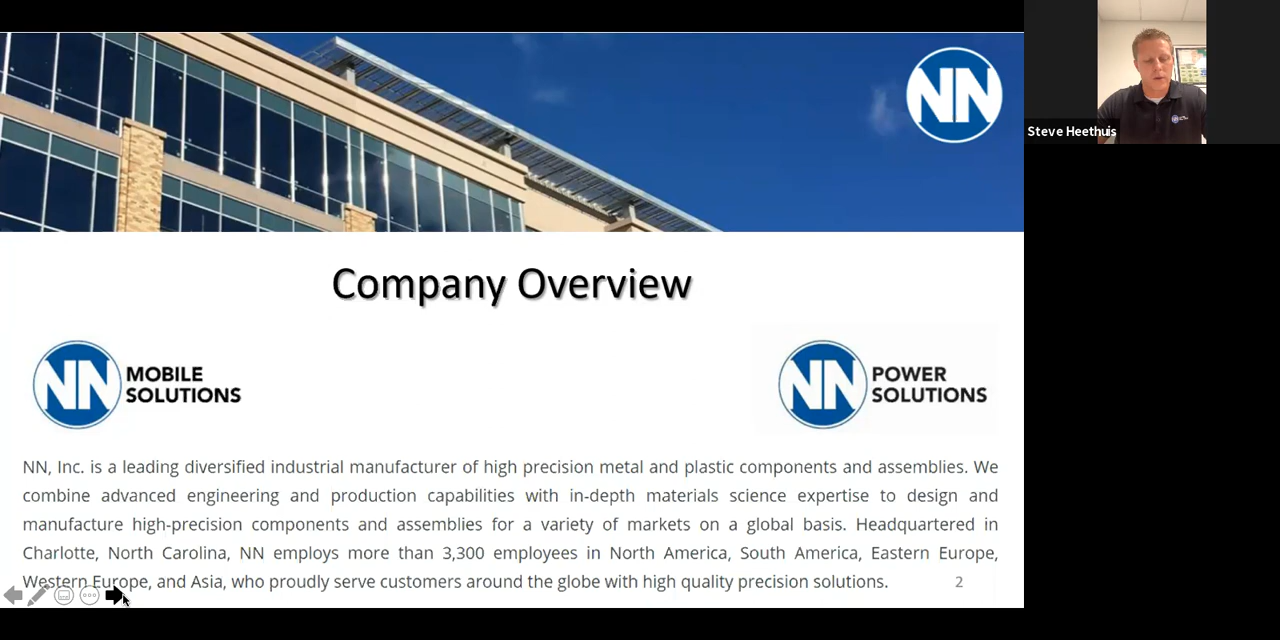 NN
Steve Heethuis
Company Overview
NN MOBILE
SOLUTIONS
NN POWER
SOLUTIONS
NN, Inc. is a leading diversified industrial manufacturer of high precision metal and plastic components and assemblies. We
combine advanced engineering and production capabilities with in-depth materials science expertise to design and
manufacture high-precision components and assemblies for a variety of markets on a global basis. Headquartered in
Charlotte, North Carolina, NN employs more than 3,300 employees in North America, South America, Eastern Europe,
Western Europe, and Asia, who proudly serve customers around the globe with high quality precision solutions.
2